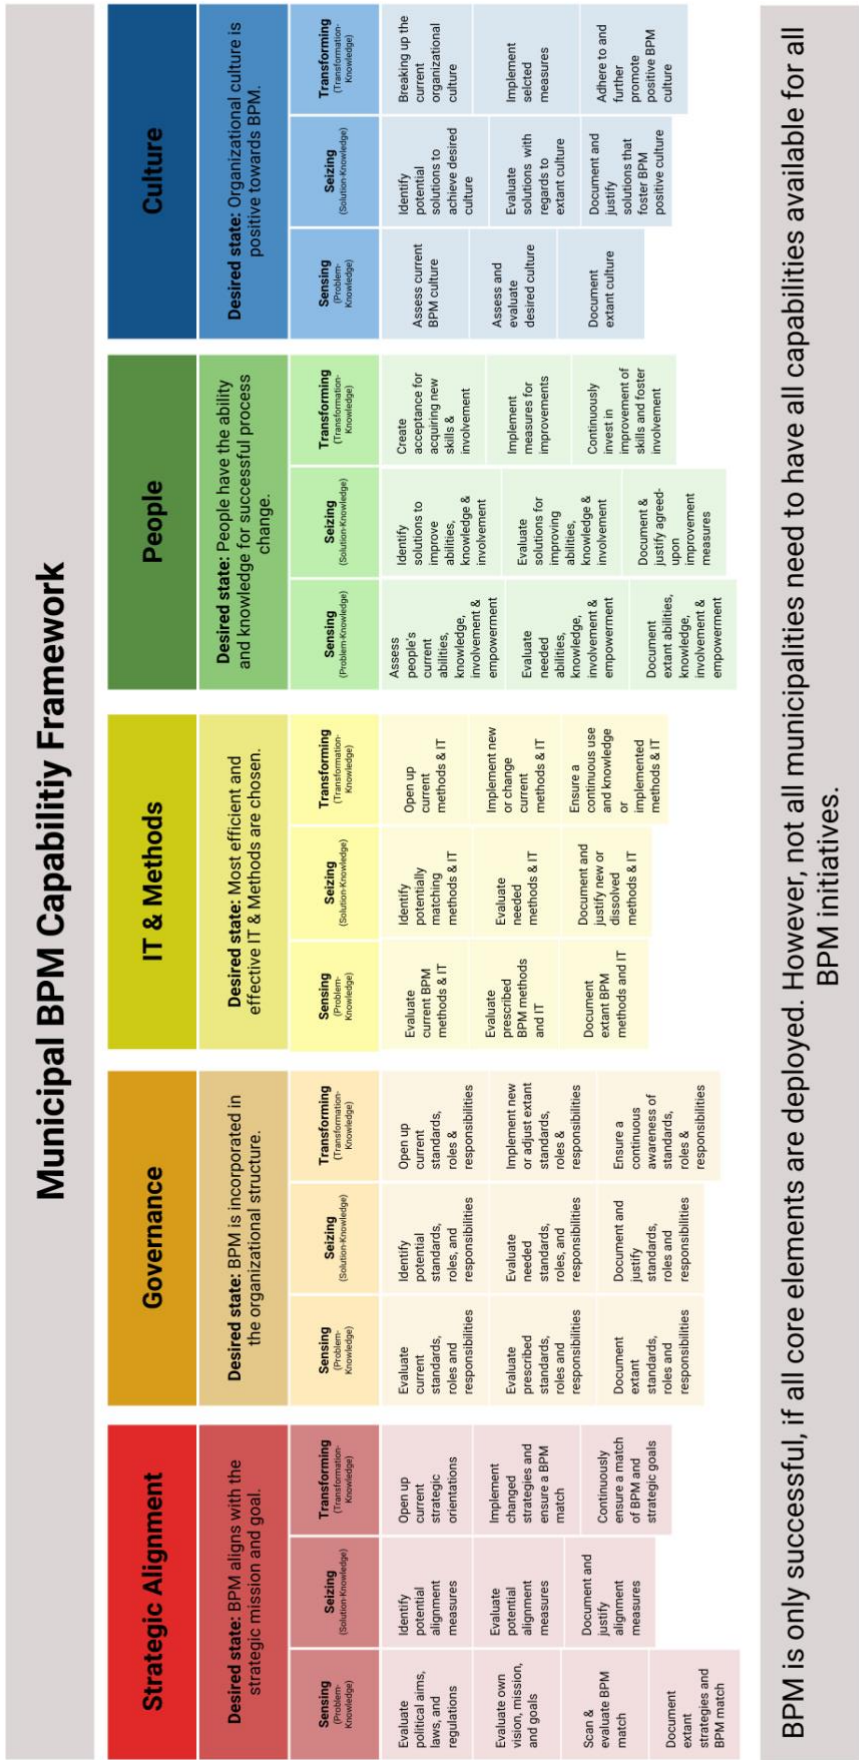 Municipal BPM Capabilitiy Framework
Strategic Alignment
Desired state: BPM aligns with the
strategic mission and goal.
Sensing
(Problem-
Knowledge)
Evaluate
political aims,
laws, and
regulations
Evaluate own
vision, mission,
and goals
Scan &
evaluate BPM
match
Document
extant
strategies and
BPM match
Seizing
(Solution-Knowledge)
Identify
potential
alignment
measures
Evaluate
potential
alignment
measures
Document and
justify
alignment
measures
Transforming
(Transformation-
Knowledge)
Open up
current
strategic
orientations
Implement
changed
strategies and
ensure a BPM
match
Continuously
ensure a match
of BPM and
strategic goals
Governance
Desired state: BPM is incorporated in
the organizational structure.
Sensing
(Problem-
Knowledge)
Evaluate
current
standards,
roles and
responsibilities
Evaluate
prescribed
standards,
roles and
responsibilities
Document
extant
standards,
roles and
responsibilities
Seizing
(Solution-Knowledge)
Identify
potential
standards,
roles, and
responsibilities
Evaluate
needed
standards,
roles, and
responsibilities
Document and
justify
standards,
roles and
responsibilities
Transforming
(Transformation-
Knowledge)
Open up
current
standards,
roles &
responsibilities
Implement new
or adjust extant
standards,
roles &
responsibilities
Ensure a
continuous
awareness of
standards,
roles &
responsibilities
IT & Methods
Desired state: Most efficient and
effective IT & Methods are chosen.
Sensing
(Problem-
Knowledge)
Evaluate
current BPM
methods & IT
Evaluate
prescribed
BPM methods
and IT
Document
extant BPM
methods and IT
Seizing
(Solution-Knowledge)
Identify
potentially
matching
methods & IT
Evaluate
needed
methods & IT
Document and
justify new or
dissolved
methods & IT
Transforming
(Transformation-
Knowledge)
Open up
current
methods & IT
Implement new
or change
current
methods & IT
Ensure a
continuous use
and knowledge
or
implemented
methods & IT
People
Desired state: People have the ability
and knowledge for successful process
change.
Sensing
(Problem-Knowledge)
Assess
people's
current
abilities,
knowledge,
involvement &
empowerment
Evaluate
needed
abilities,
knowledge,
involvement &
empowerment
Document
extant abilities,
knowledge,
involvement &
empowerment
Seizing
(Solution-Knowledge)
Identify
solutions to
improve
abilities,
knowledge &
involvement
Evaluate
solutions for
improving
abilities,
knowledge &
involvement
Document &
justify agreed-
upon
improvement
measures
Transforming
(Transformation-
Knowledge)
Create
acceptance for
acquiring new
skills &
involvement
Implement
measures for
improvements
Continuously
invest in
improvement of
skills and foster
involvement
Culture
Desired state: Organizational culture is
positive towards BPM.
Sensing
(Problem-
Knowledge)
Assess current
BPM culture
Assess and
evaluate
desired culture
Document
extant culture
Seizing
(Solution-Knowledge)
Identify
potential
solutions to
achieve desired
culture
Evaluate
solutions with
regards to
extant culture
Document and
justify
solutions that
foster BPM
positive culture
Transforming
(Transformation-
Knowledge)
Breaking up the
current
organizational
culture
Implement
selcted
measures
Adhere to and
further
promote
positive BPM
culture
BPM is only successful, if all core elements are deployed. However, not all municipalities need to have all capabilities available for all
BPM initiatives.